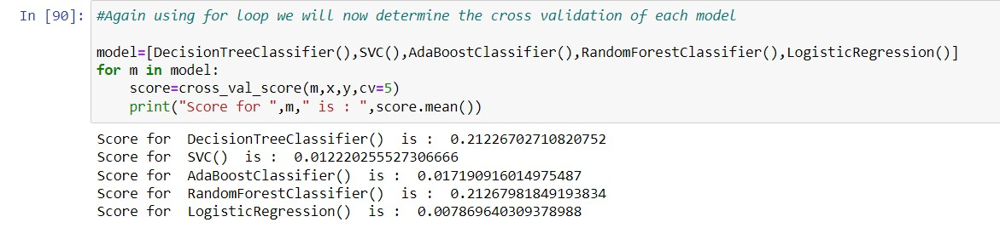 In [90]: #Again using for loop we will now determine the cross validation of each model
model=[DecisionTreeClassifier(),SVC(),AdaBoostClassifier(),RandomForestClassifier(),LogisticRegression()]
for m in model:
    score=cross_val_score(m,x,y,cv=5)
    print("Score for ",m," is : ",score.mean())
Score for  DecisionTreeClassifier()  is :  0.21226702710820752
Score for  SVC()  is :  0.012220255527306666
Score for  AdaBoostClassifier()  is :  0.017190916014975487
Score for  RandomForestClassifier()  is :  0.21267981849193834
Score for  LogisticRegression()  is :  0.007869640309378988